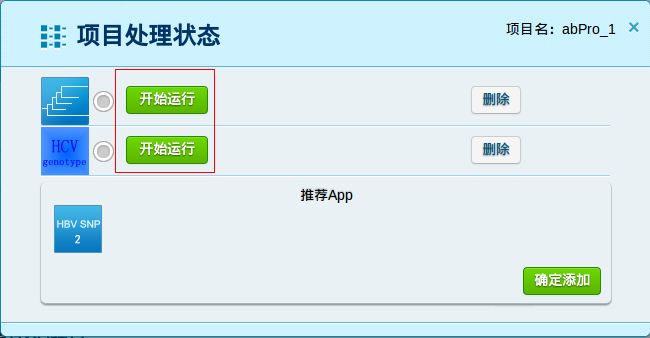 项目处理状态
项目名：abPro_1
开始运行
删除
HCV
genotype
开始运行
删除
推荐App
HBV SNP
2
确定添加